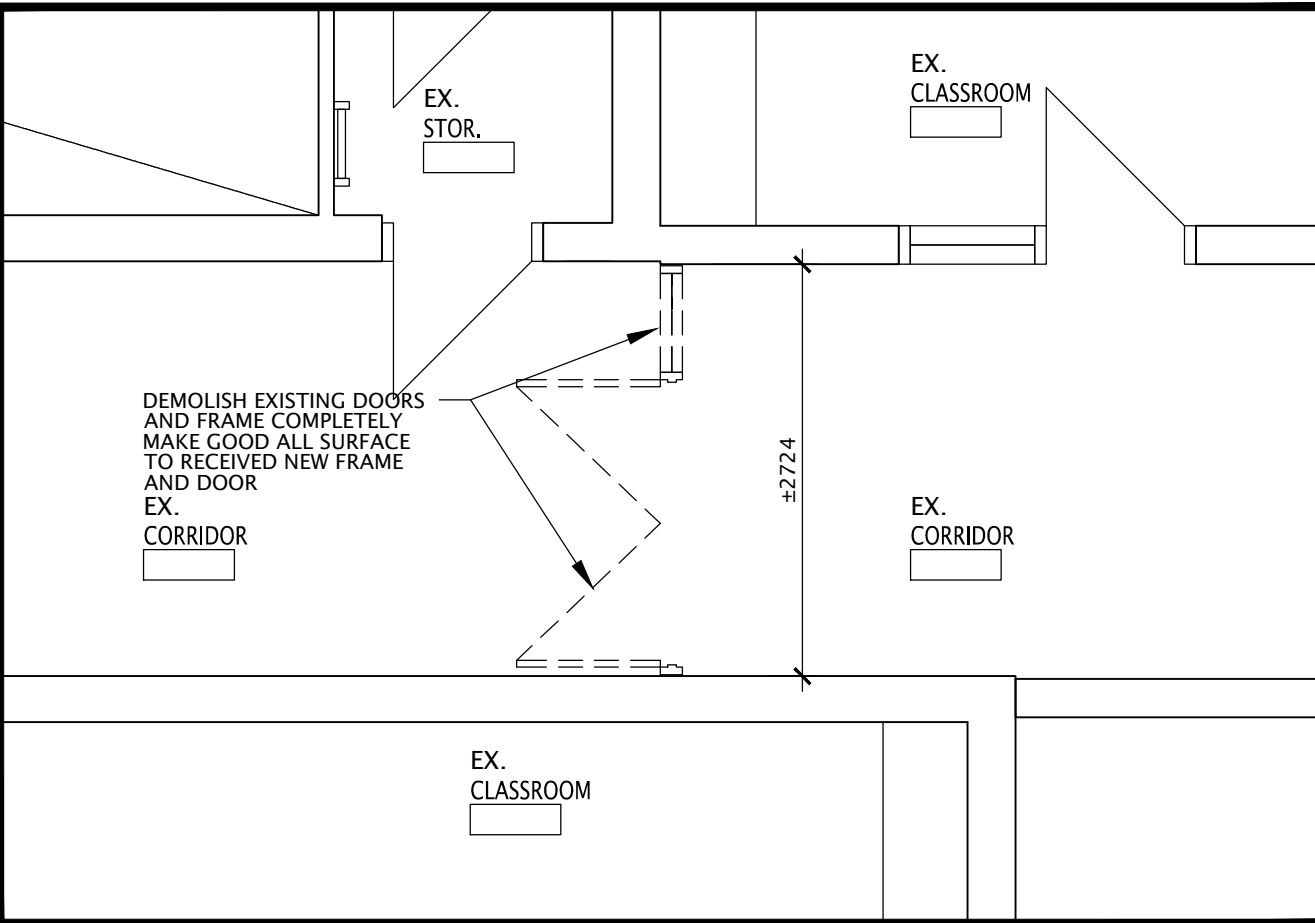 EX.
STOR.
EX.
CLASSROOM
DEMOLISH EXISTING DOORS
AND FRAME COMPLETELY
MAKE GOOD ALL SURFACE
TO RECEIVED NEW FRAME
AND DOOR
EX.
CORRIDOR
±2724
EX.
CORRIDOR
EX.
CLASSROOM